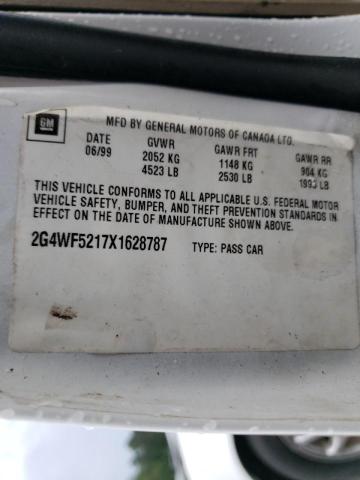 GM
MFD BY GENERAL MOTORS OF CANADA LTD.
DATE GVWR GAWR FRT GAWR RR
06/99 2052 KG 1148 KG 904 KG
4523 LB 2530 LB 1993 LB
THIS VEHICLE CONFORMS TO ALL APPLICABLE U.S. FEDERAL MOTOR
VEHICLE SAFETY, BUMPER, AND THEFT PREVENTION STANDARDS IN
EFFECT ON THE DATE OF MANUFACTURE SHOWN ABOVE.
2G4WF5217X1628787 TYPE: PASS CAR